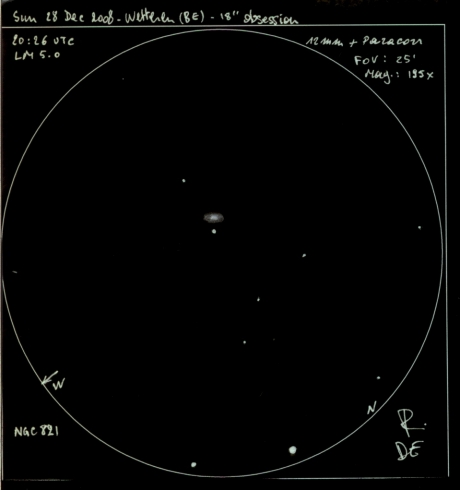 Sun 28 Dec 2008 - Wetteren (BE) - 18" obsession
20:26 UTC
LM 5.0
12mm + Paracorr
FOV: 25'
Mag.: 185x
W
N
NGC 821
R.
DE